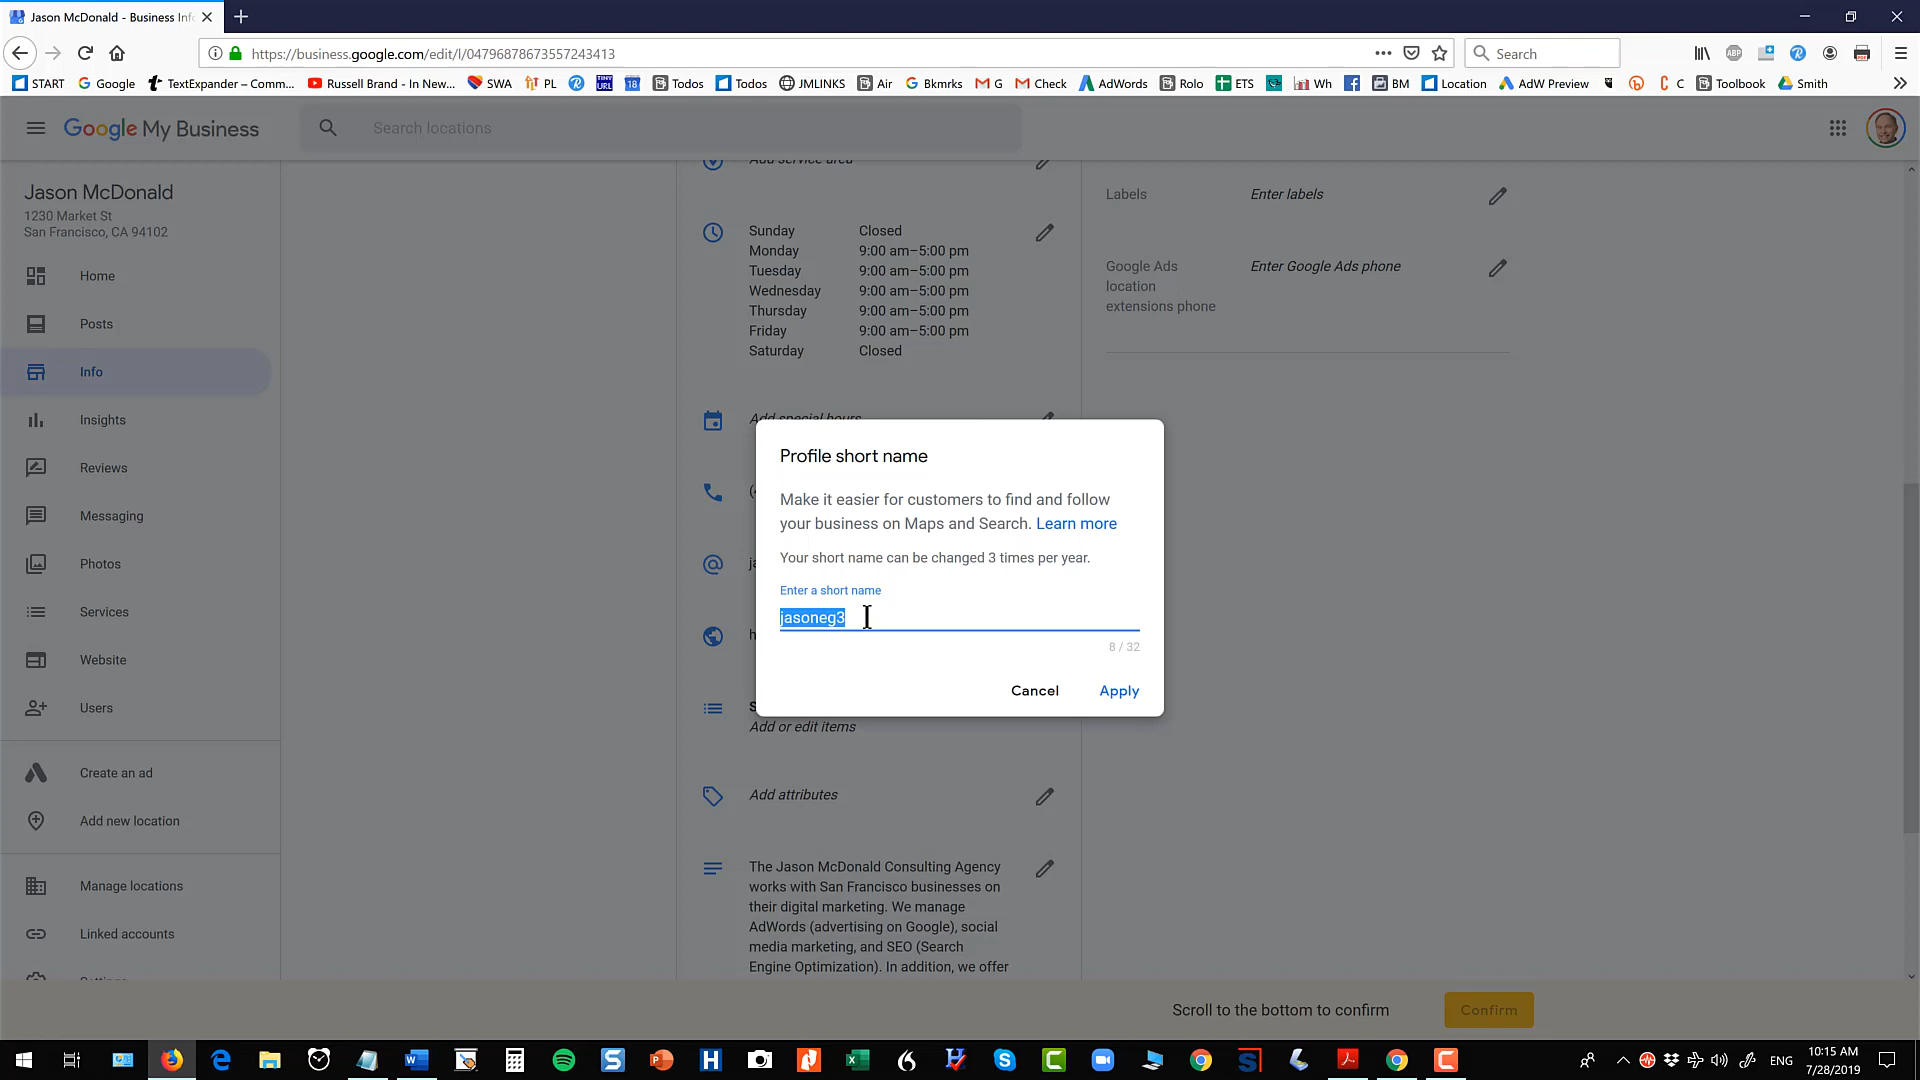 Jason McDonald - Business Inf
https://business.google.com/edit/l/04796878673557243413
Search
START
Google
TextExpander – Comm...
Russell Brand - In New...
SWA
PL
Todos
Todos
JMLINKS
Air
Bkmrks
G
Check
AdWords
Rolo
ETS
Wh
BM
Location
AdW Preview
C
Toolbook
Smith
Google My Business
Search locations
Jason McDonald
1230 Market St
San Francisco, CA 94102
Home
Posts
Info
Insights
Reviews
Messaging
Photos
Services
Website
Users
Create an ad
Add new location
Manage locations
Linked accounts
Settings
Add service area
Sunday Closed
Monday 9:00 am–5:00 pm
Tuesday 9:00 am–5:00 pm
Wednesday 9:00 am–5:00 pm
Thursday 9:00 am–5:00 pm
Friday 9:00 am–5:00 pm
Saturday Closed
Add special hours
Add or edit items
Add attributes
The Jason McDonald Consulting Agency
works with San Francisco businesses on
their digital marketing. We manage
AdWords (advertising on Google), social
media marketing, and SEO (Search
Engine Optimization). In addition, we offer
Labels Enter labels
Google Ads
location
extensions phone
Enter Google Ads phone
Profile short name
Make it easier for customers to find and follow
your business on Maps and Search. Learn more
Your short name can be changed 3 times per year.
Enter a short name
jasoneg3
8 / 32
Cancel Apply
Scroll to the bottom to confirm
Confirm
ENG
10:15 AM
7/28/2019